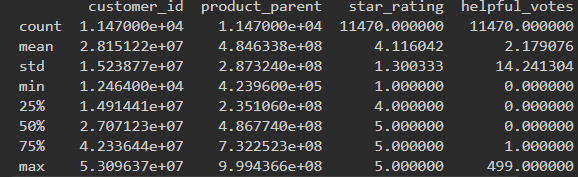 customer_id product_parent star_rating helpful_votes
count 1.147000e+04 1.147000e+04 11470.000000 11470.000000
mean 2.815122e+07 4.846338e+08 4.116042 2.179076
std 1.523877e+07 2.873240e+08 1.300333 14.241304
min 1.246400e+04 4.239600e+05 1.000000 0.000000
25% 1.491441e+07 2.351060e+08 4.000000 0.000000
50% 2.707123e+07 4.867740e+08 5.000000 0.000000
75% 4.233644e+07 7.322523e+08 5.000000 1.000000
max 5.309637e+07 9.994366e+08 5.000000 499.000000